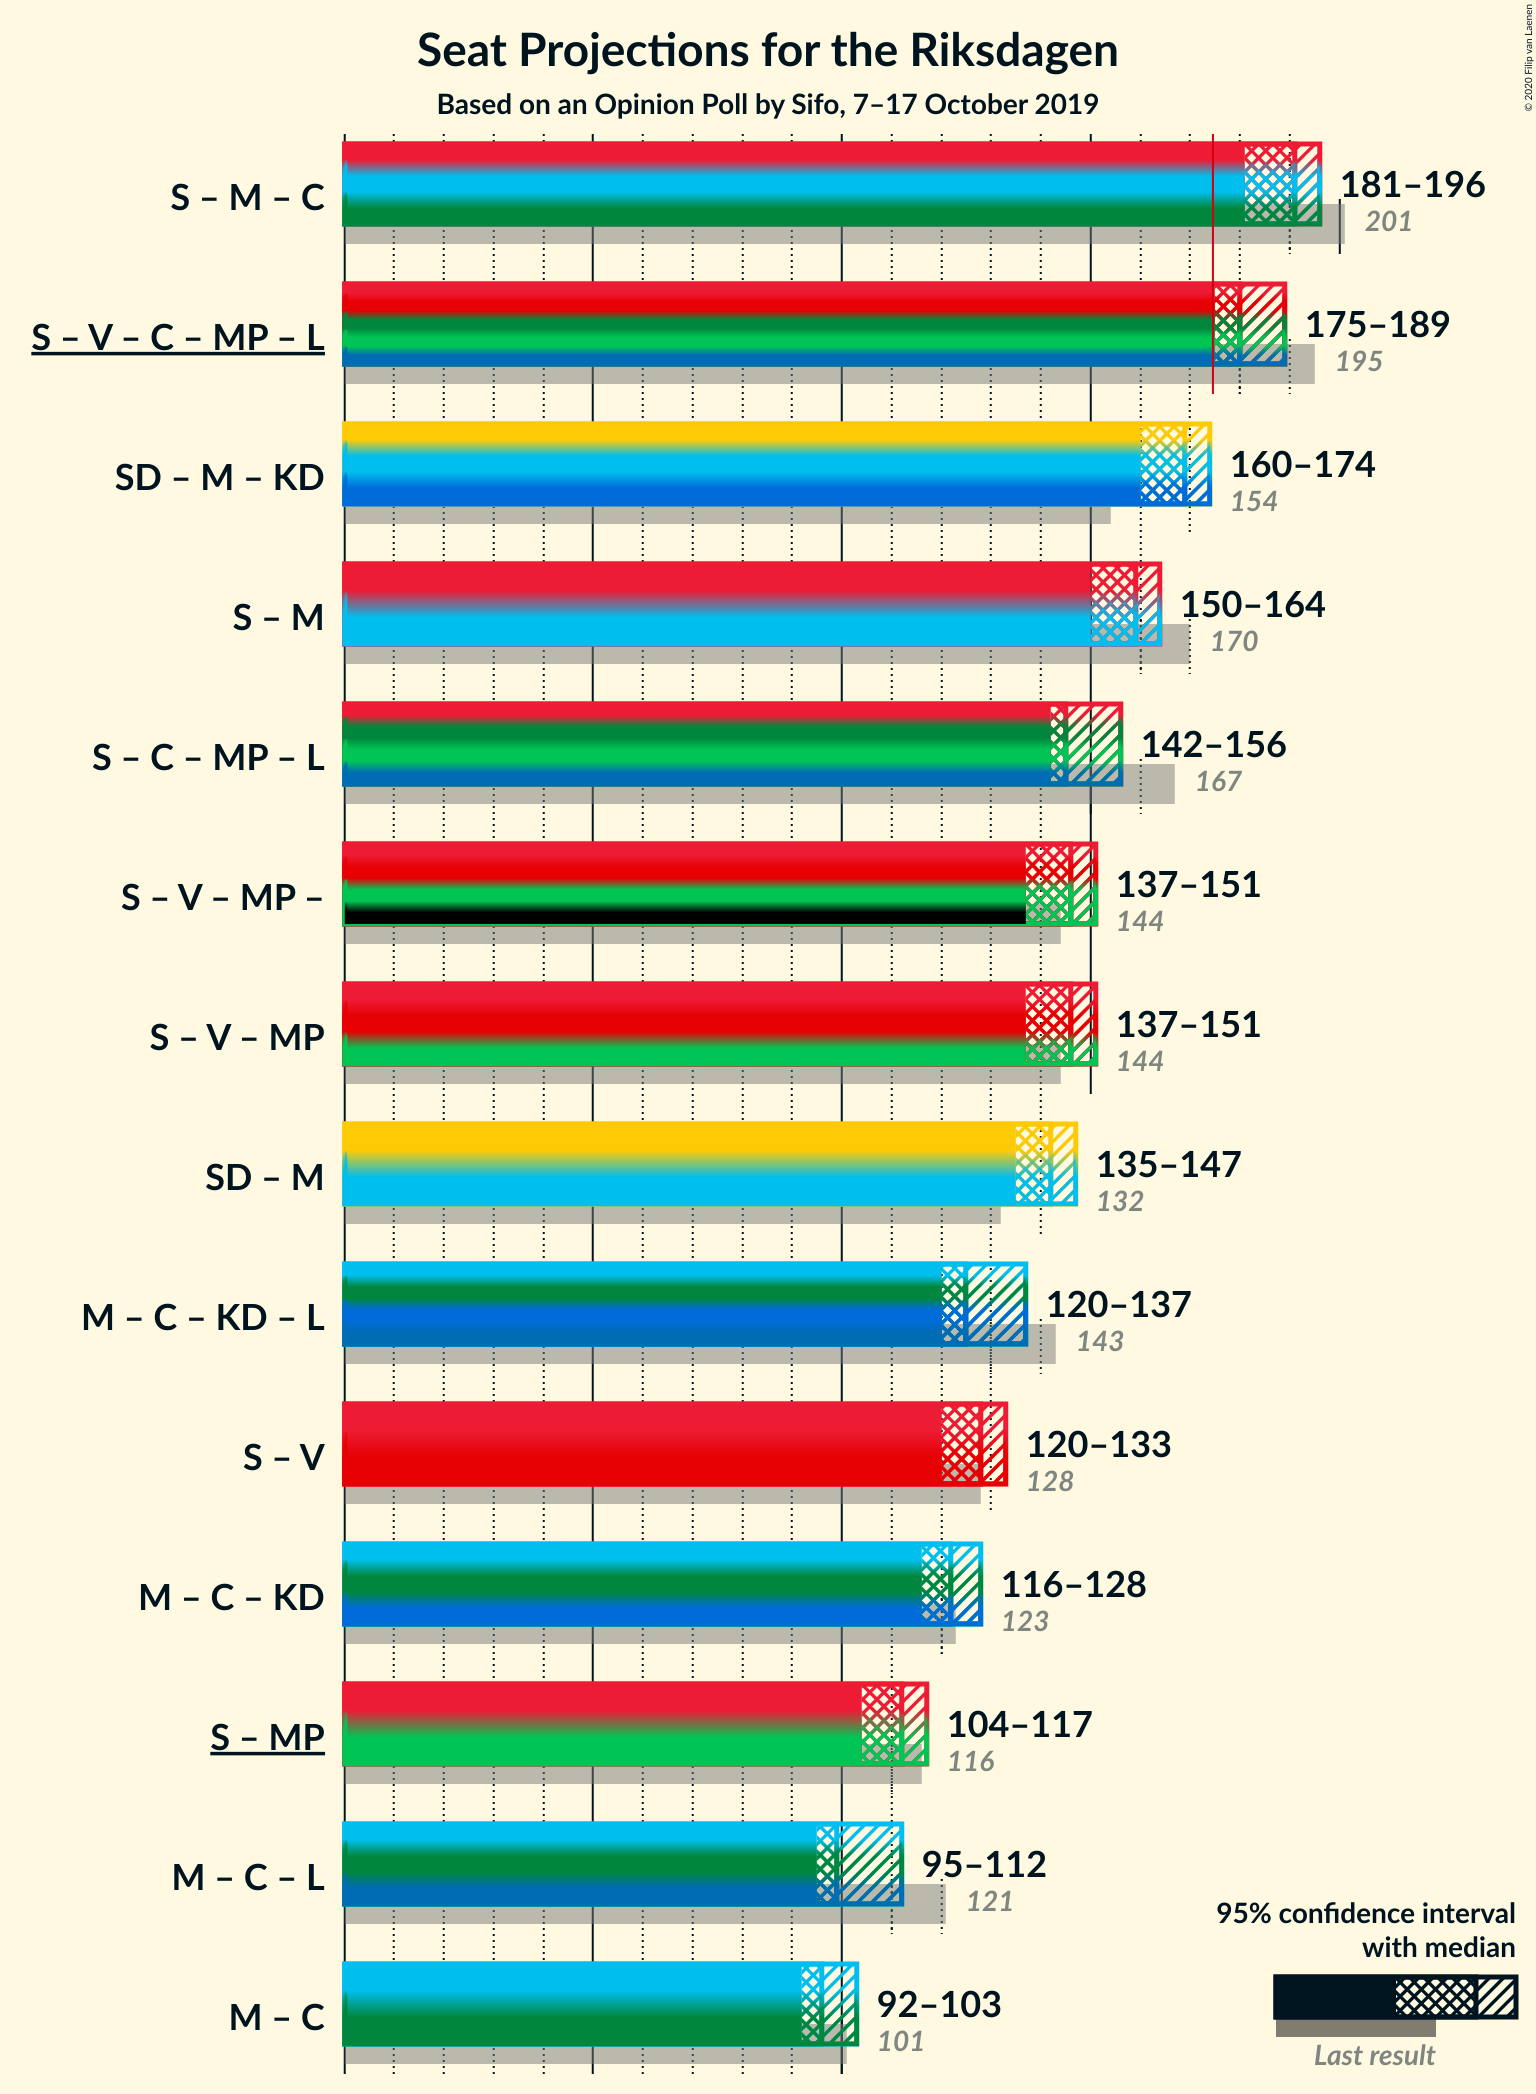 Seat Projections for the Riksdagen
Based on an Opinion Poll by Sifo, 7–17 October 2019
© 2020 Filip van Laenen
S – M – C
181–196
201
S – V – C – MP – L
175–189
195
SD – M – KD
160–174
154
S – M
150–164
170
S – C – MP – L
142–156
167
S – V – MP –
137–151
144
S – V – MP
137–151
144
SD – M
135–147
132
M – C – KD – L
120–137
143
S – V
120–133
128
M – C – KD
116–128
123
S – MP
104–117
116
M – C – L
95–112
121
M – C
92–103
101
95% confidence interval
with median
Last result